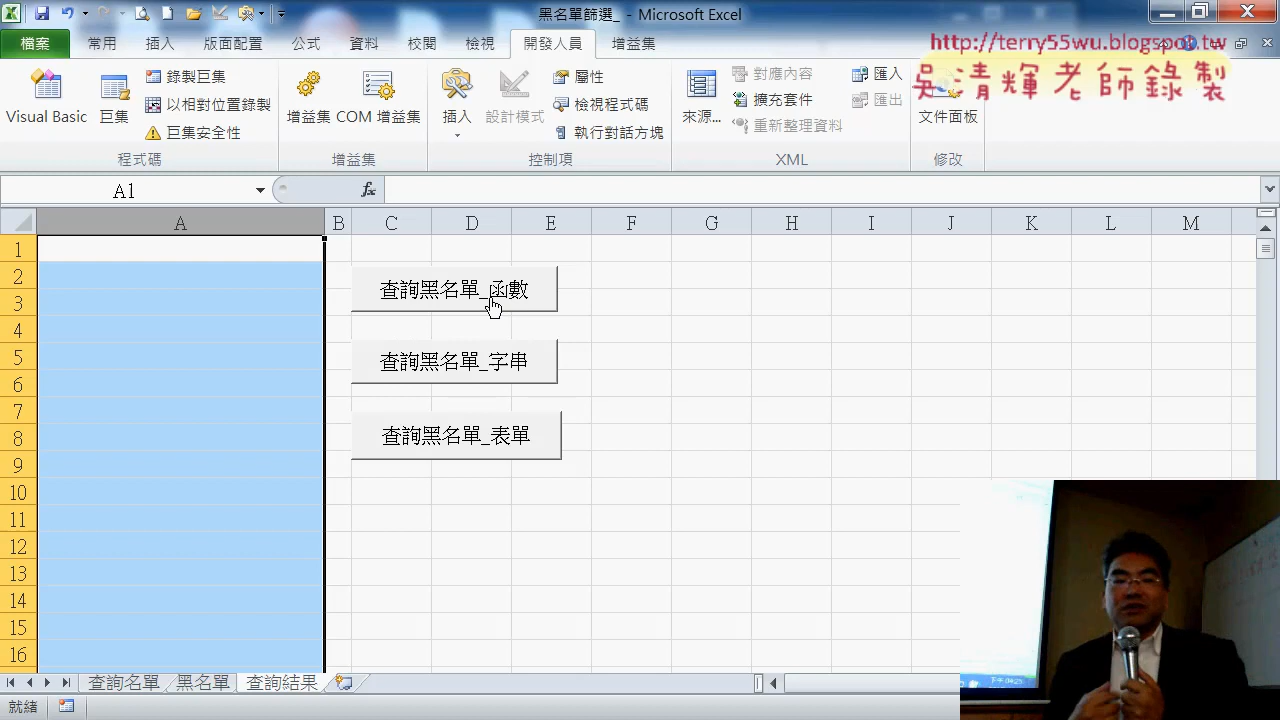 黑名單篩選_ - Microsoft Excel
檔案 常用 插入 版面配置 公式 資料 校閱 檢視 開發人員 增益集
http://terry55wu.blogspot.tw
吳清輝老師錄製
Visual Basic 巨集 錄製巨集 以相對位置錄製 巨集安全性 程式碼
增益集 COM 增益集 增益集
插入 設計模式 屬性 檢視程式碼 執行對話方塊 控制項
來源... 對應內容 擴充套件 重新整理資料 匯入 匯出 XML
文件面板 修改
A1 fx
A B C D E F G H I J K L M
1
2
3
4
5
6
7
8
9
10
11
12
13
14
15
16
查詢黑名單_函數
查詢黑名單_字串
查詢黑名單_表單
查詢名單 黑名單 查詢結果
就緒